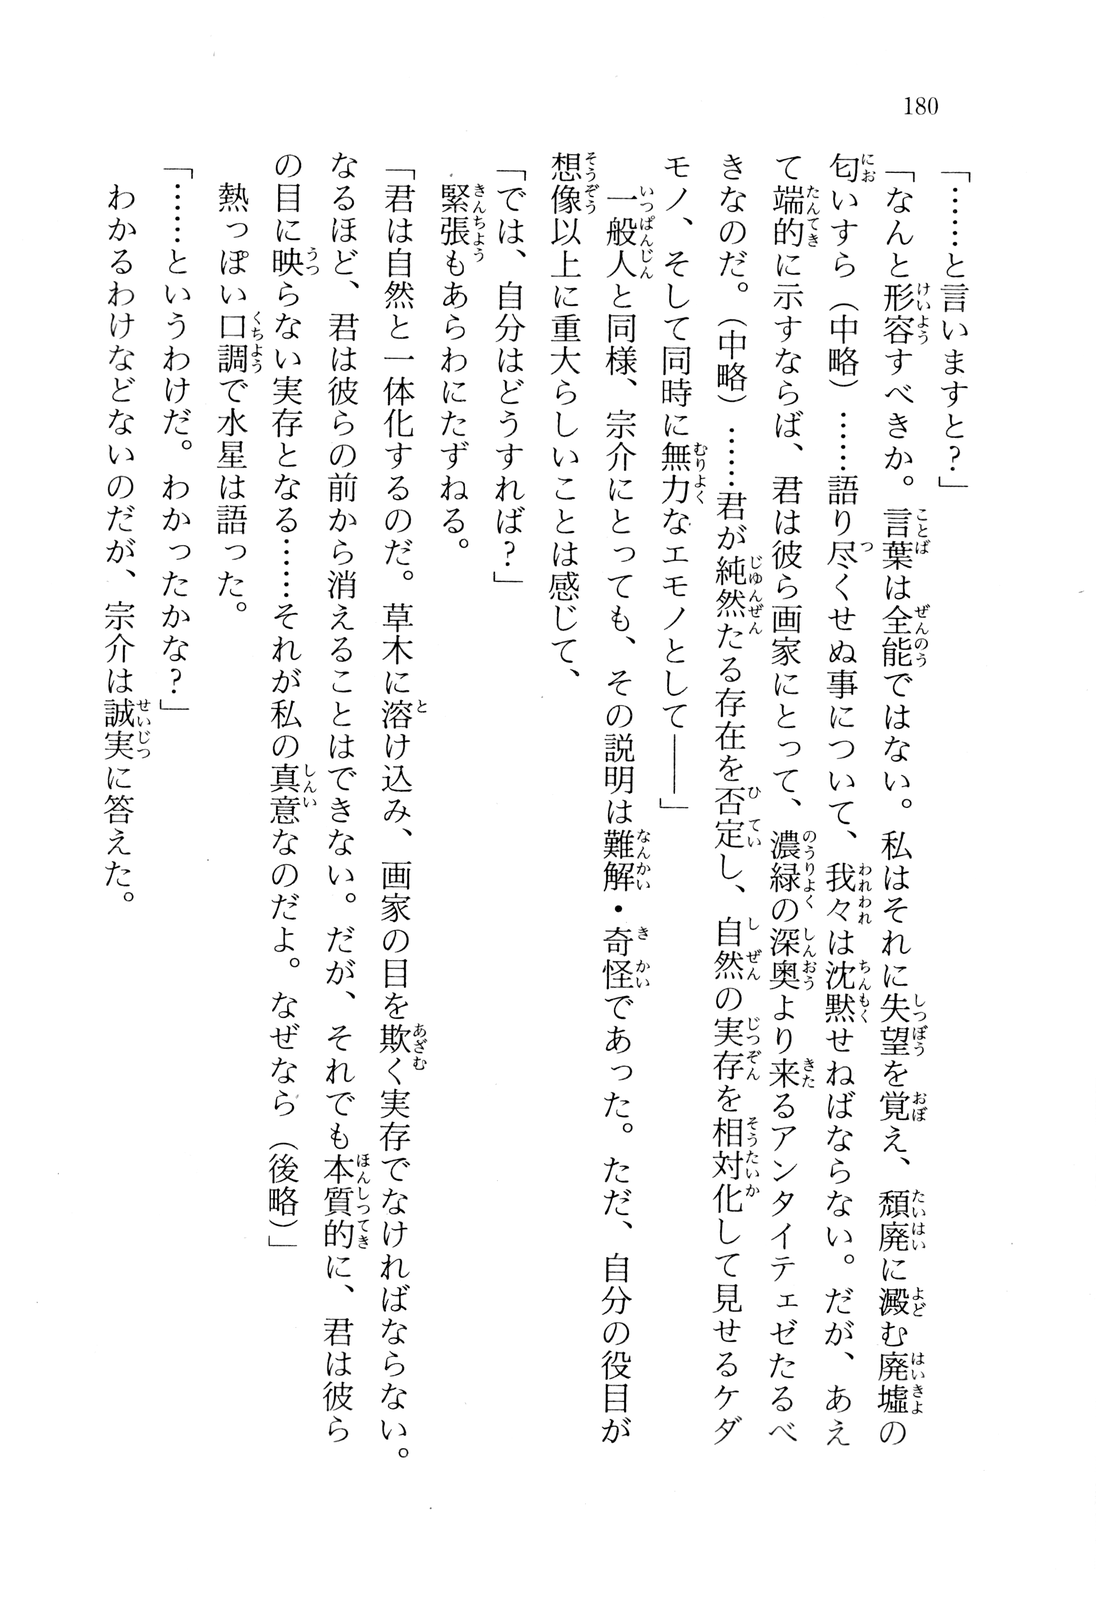 180
「……と言いますと？」
「なんと形容すべきか。言葉は全能ではない。私はそれに失望を覚え、頽廃に澱む廃墟の
匂いすら（中略）……語り尽くせぬ事について、我々は沈黙せねばならない。だが、あえ
て端的に示すならば、君は彼ら画家にとって、濃緑の深奥より来るアンタイテェゼたるべ
きなのだ。（中略）……君が純然たる存在を否定し、自然の実存を相対化して見せるケダ
モノ、そして同時に無力なエモノとして――」
一般人と同様、宗介にとっても、その説明は難解・奇怪であった。ただ、自分の役目が
想像以上に重大らしいことは感じて、
「では、自分はどうすれば？」
緊張もあらわにたずねる。
「君は自然と一体化するのだ。草木に溶け込み、画家の目を欺く実存でなければならない。
なるほど、君は彼らの前から消えることはできない。だが、それでも本質的に、君は彼ら
の目に映らない実存となる……それが私の真意なのだよ。なぜなら（後略）」
熱っぽい口調で水星は語った。
「……というわけだ。わかったかな？」
わかるわけなどないのだが、宗介は誠実に答えた。